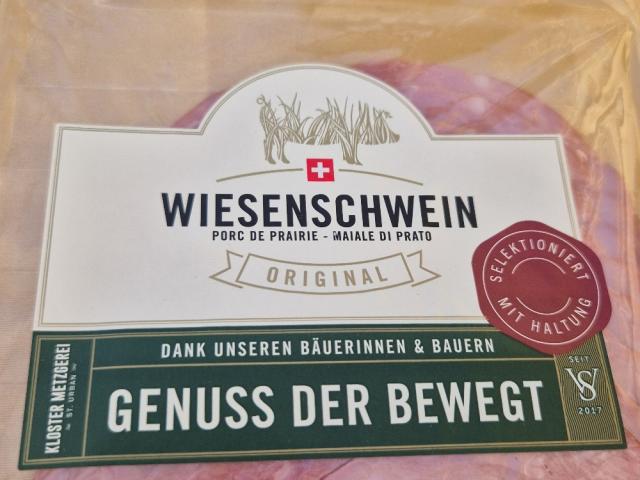 WIESENSCHWEIN
PORC DE PRAIRIE - MAIALE DI PRATO
ORIGINAL
SELEKTIONIERT
MIT HALTUNG
DANK UNSEREN BÄUERINNEN & BAUERN
GENUSS DER BEWEGT
KLOSTER METZGEREI
ST. URBAN
SEIT
WS
2017